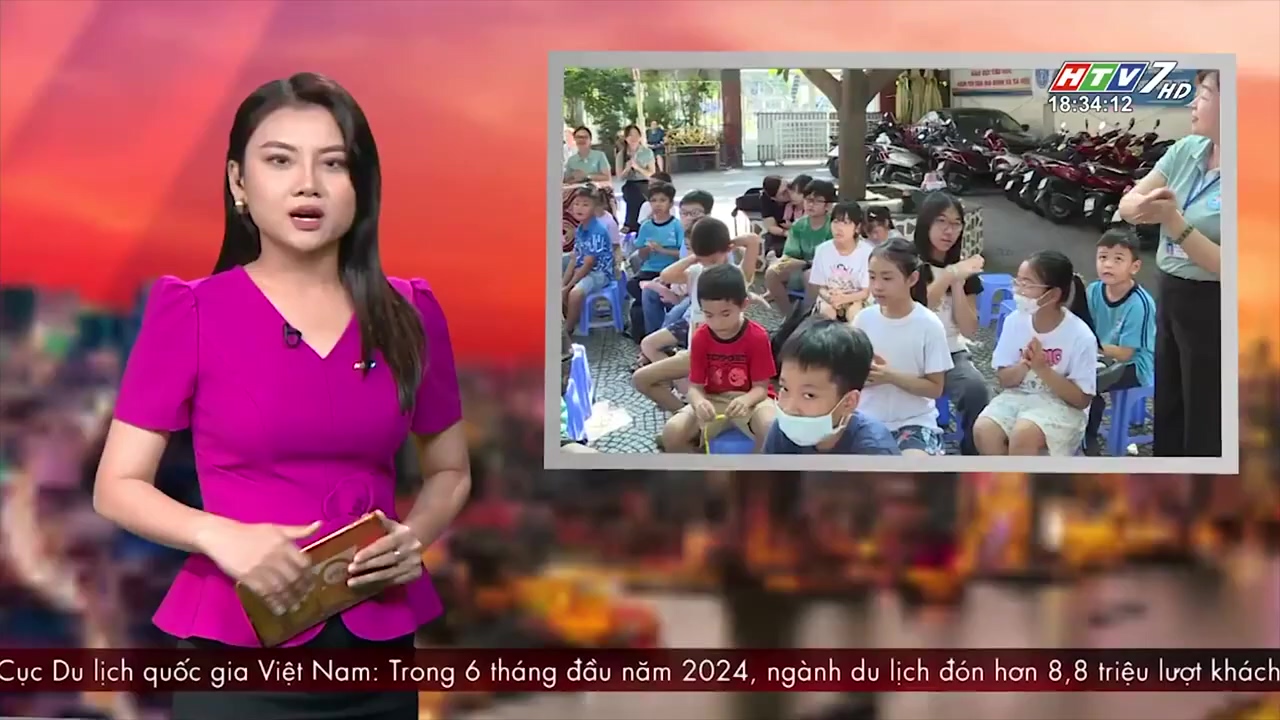 HTV7 HD
18:34:12
Cục Du lịch quốc gia Việt Nam: Trong 6 tháng đầu năm 2024, ngành du lịch đón hơn 8,8 triệu lượt khách